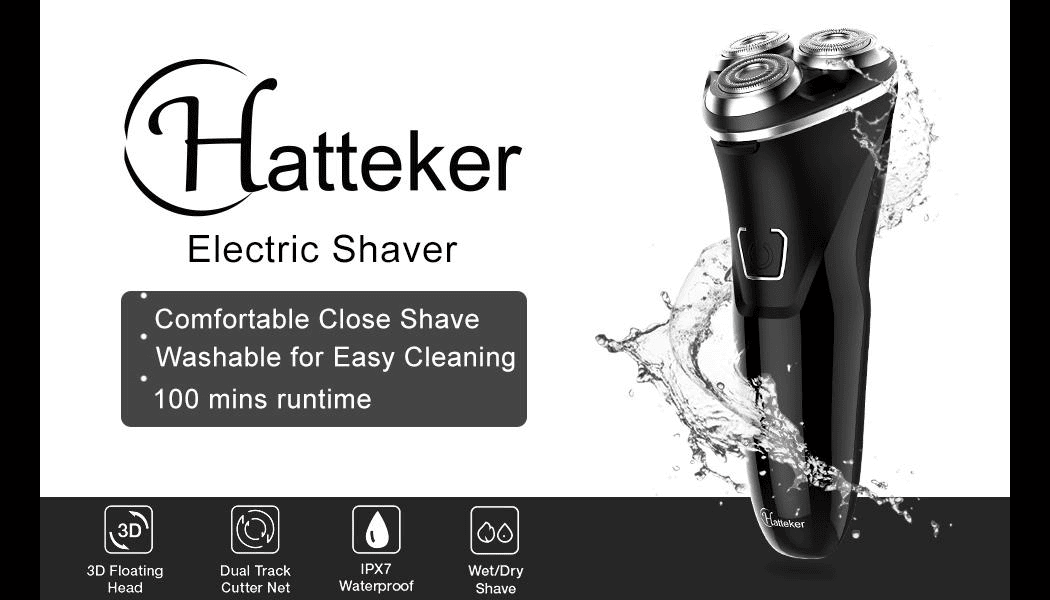 Hatteker
Electric Shaver
Comfortable Close Shave
Washable for Easy Cleaning
100 mins runtime
Hatteker
3D
3D Floating
Head
Dual Track
Cutter Net
IPX7
Waterproof
Wet/Dry
Shave